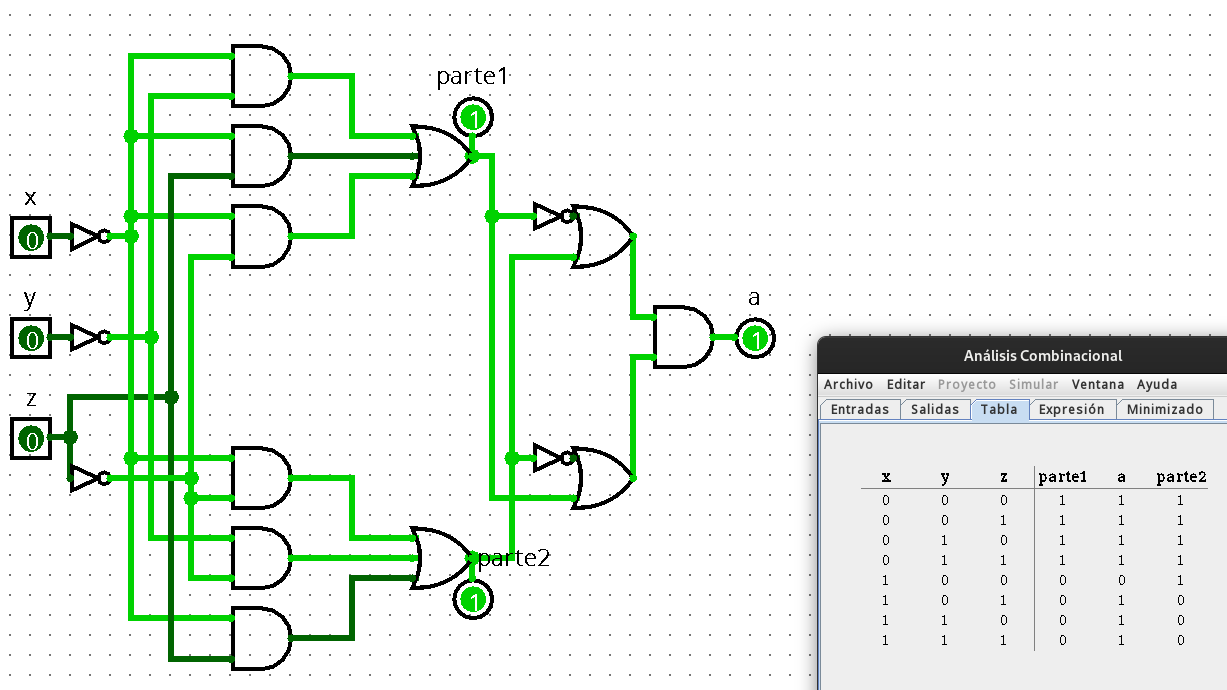 parte1
1
x
0
y
0
a
1
z
0
parte2
1
Análisis Combinacional
Archivo Editar Proyecto Simular Ventana Ayuda
Entradas Salidas Tabla Expresión Minimizado
x y z parte1 a parte2
0 0 0 1 1 1
0 0 1 1 1 1
0 1 0 1 1 1
0 1 1 1 1 1
1 0 0 0 0 1
1 0 1 0 1 0
1 1 0 0 1 0
1 1 1 0 1 0